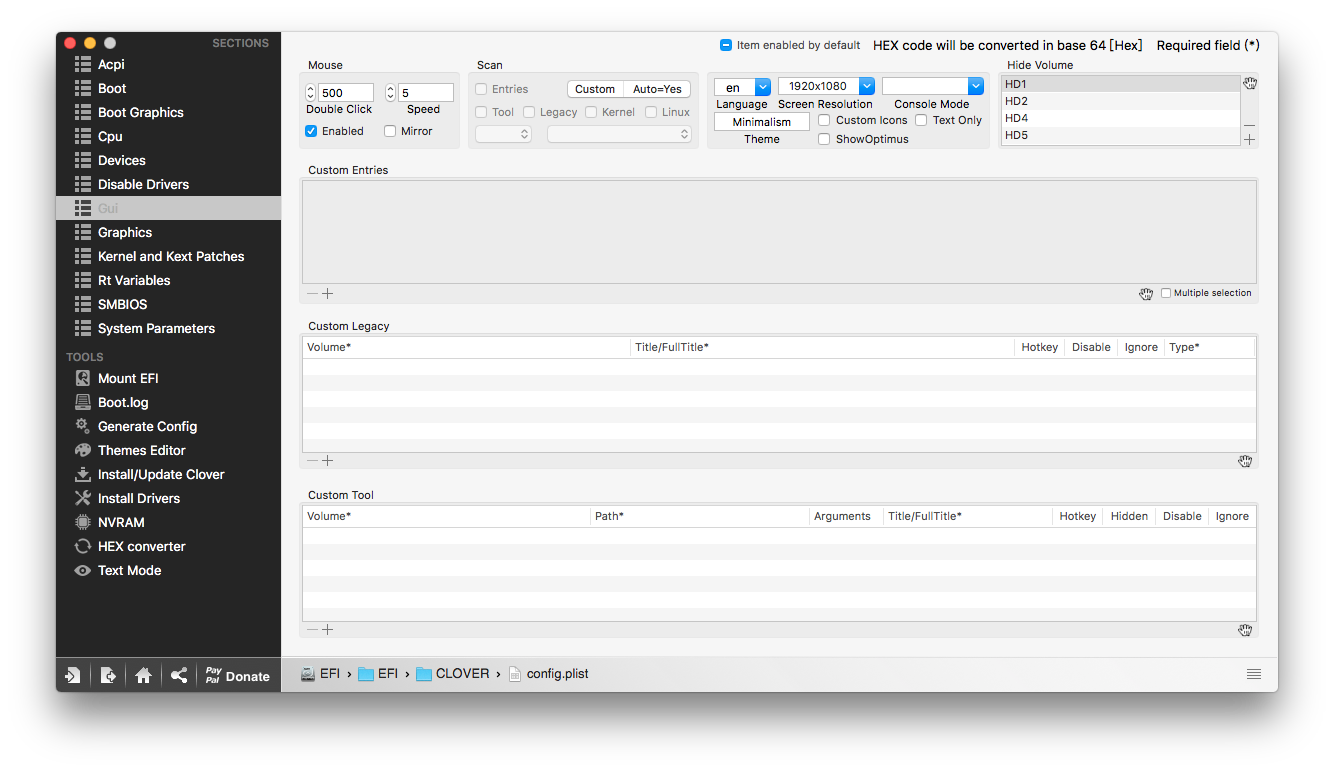 SECTIONS
Acpi
Boot
Boot Graphics
Cpu
Devices
Disable Drivers
Gui
Graphics
Kernel and Kext Patches
Rt Variables
SMBIOS
System Parameters
TOOLS
Mount EFI
Boot.log
Generate Config
Themes Editor
Install/Update Clover
Install Drivers
NVRAM
HEX converter
Text Mode
Pay
Pal Donate
Item enabled by default HEX code will be converted in base 64 [Hex] Required field (*)
Mouse
500 5
Double Click Speed
Enabled Mirror
Scan
Entries Custom Auto=Yes
Tool Legacy Kernel Linux
en 1920x1080
Language Screen Resolution Console Mode
Minimalism Custom Icons Text Only
Theme ShowOptimus
Hide Volume
HD1
HD2
HD4
HD5
Custom Entries
Multiple selection
Custom Legacy
Volume* Title/FullTitle* Hotkey Disable Ignore Type*
Custom Tool
Volume* Path* Arguments Title/FullTitle* Hotkey Hidden Disable Ignore
EFI › EFI › CLOVER › config.plist